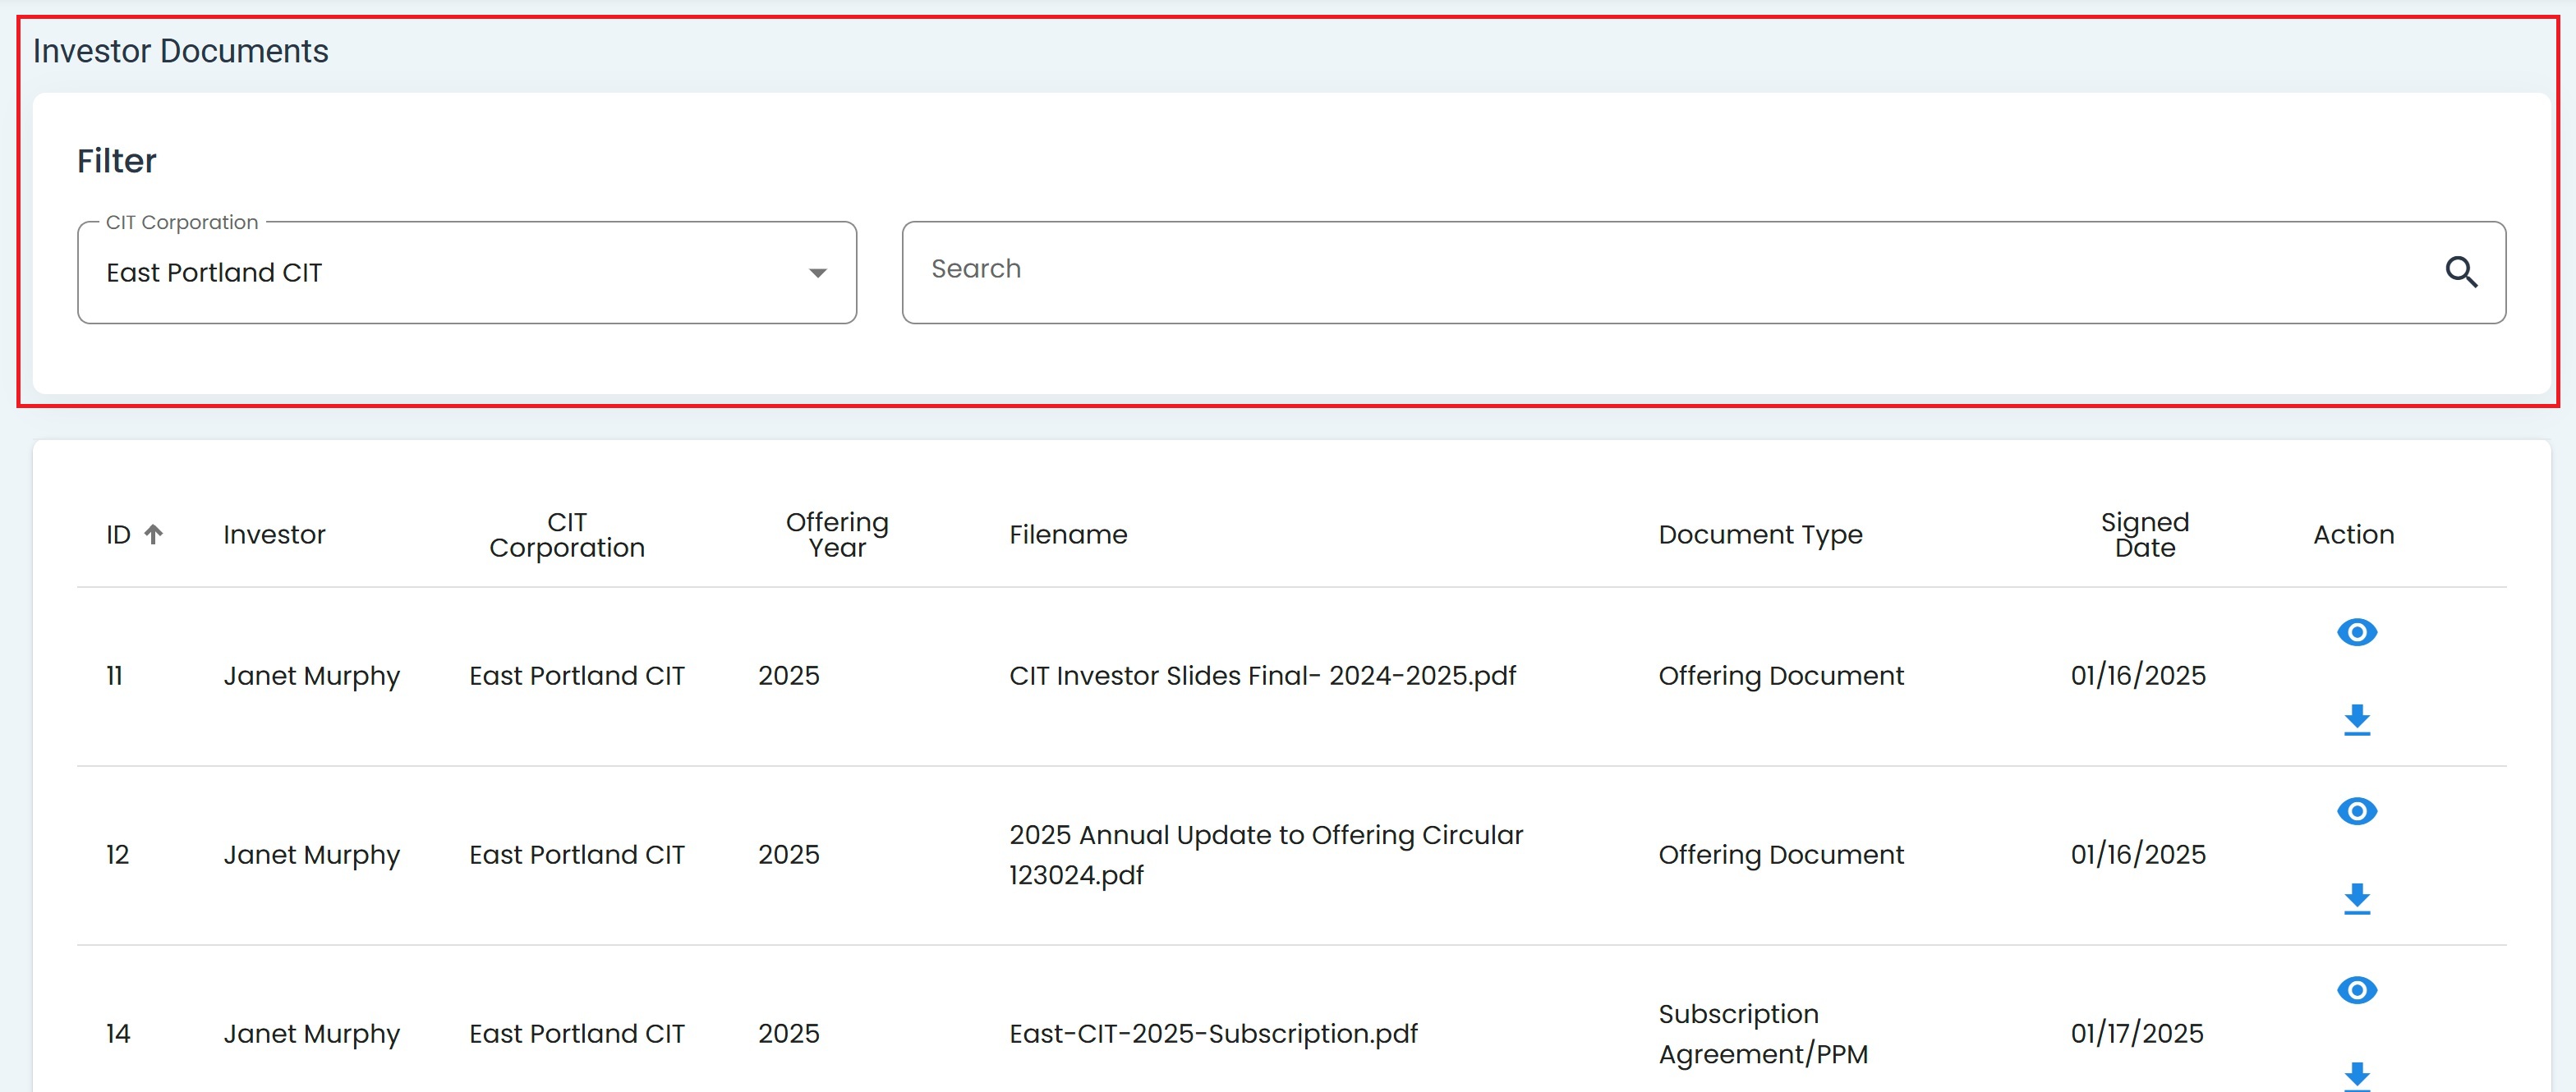 Investor Documents
Filter
CIT Corporation
East Portland CIT
Search
ID Investor CIT Corporation Offering Year Filename Document Type Signed Date Action
11 Janet Murphy East Portland CIT 2025 CIT Investor Slides Final- 2024-2025.pdf Offering Document 01/16/2025
12 Janet Murphy East Portland CIT 2025 2025 Annual Update to Offering Circular 123024.pdf Offering Document 01/16/2025
14 Janet Murphy East Portland CIT 2025 East-CIT-2025-Subscription.pdf Subscription Agreement/PPM 01/17/2025